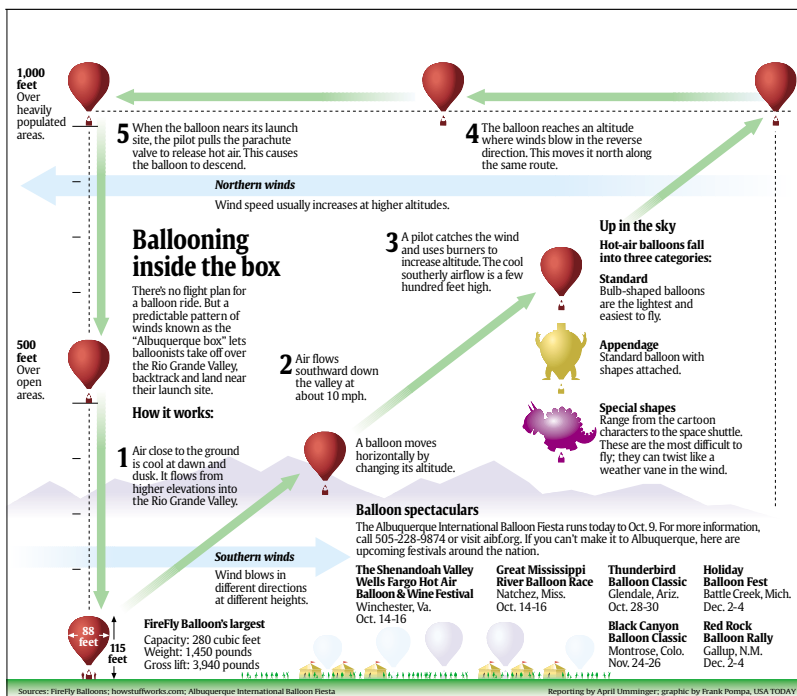 1,000
feet
Over
heavily
populated
areas.
5 When the balloon nears its launch
site, the pilot pulls the parachute
valve to release hot air. This causes
the balloon to descend.
4 The balloon reaches an altitude
where winds blow in the reverse
direction. This moves it north along
the same route.
Northern winds
Wind speed usually increases at higher altitudes.
Ballooning
inside the box
There's no flight plan for
a balloon ride. But a
predictable pattern of
winds known as the
“Albuquerque box” lets
balloonists take off over
the Rio Grande Valley,
backtrack and land near
their launch site.
How it works:
3 A pilot catches the wind
and uses burners to
increase altitude. The cool
southerly airflow is a few
hundred feet high.
Up in the sky
Hot-air balloons fall
into three categories:
Standard
Bulb-shaped balloons
are the lightest and
easiest to fly.
Appendage
Standard balloon with
shapes attached.
Special shapes
Range from the cartoon
characters to the space shuttle.
These are the most difficult to
fly; they can twist like a
weather vane in the wind.
500
feet
Over
open
areas.
2 Air flows
southward down
the valley at
about 10 mph.
1 Air close to the ground
is cool at dawn and
dusk. It flows from
higher elevations into
the Rio Grande Valley.
A balloon moves
horizontally by
changing its altitude.
Balloon spectaculars
The Albuquerque International Balloon Fiesta runs today to Oct. 9. For more information,
call 505-228-9874 or visit aibf.org. If you can't make it to Albuquerque, here are
upcoming festivals around the nation.
Southern winds
Wind blows in
different directions
at different heights.
The Shenandoah Valley
Wells Fargo Hot Air
Balloon & Wine Festival
Winchester, Va.
Oct. 14-16
Great Mississippi
River Balloon Race
Natchez, Miss.
Oct. 14-16
Thunderbird
Balloon Classic
Glendale, Ariz.
Oct. 28-30
Holiday
Balloon Fest
Battle Creek, Mich.
Dec. 2-4
Black Canyon
Balloon Classic
Montrose, Colo.
Nov. 24-26
Red Rock
Balloon Rally
Gallup, N.M.
Dec. 2-4
88
feet
115
feet
FireFly Balloon's largest
Capacity: 280 cubic feet
Weight: 1,450 pounds
Gross lift: 3,940 pounds
Sources: FireFly Balloons; howstuffworks.com; Albuquerque International Balloon Fiesta
Reporting by April Umminger; graphic by Frank Pompa, USA TODAY